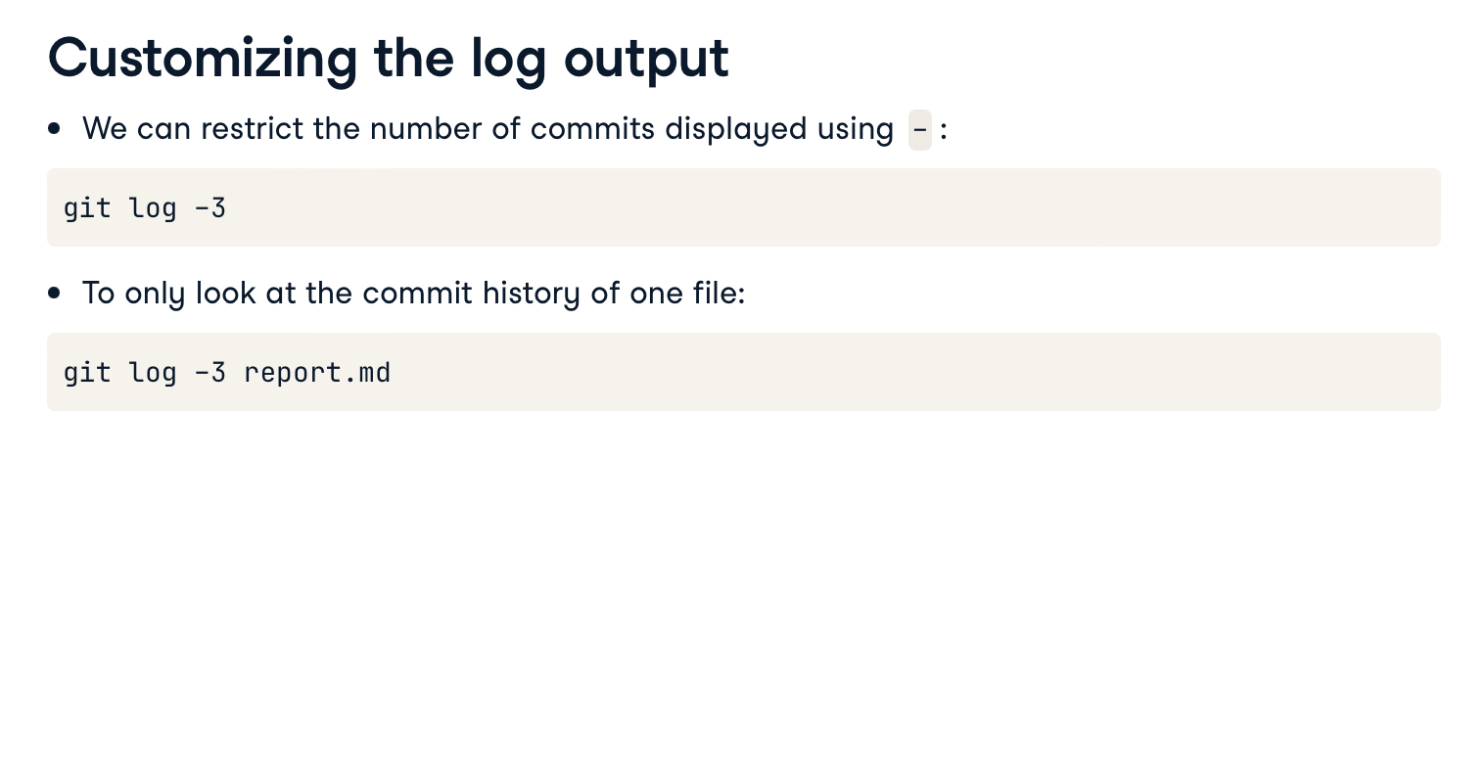 Customizing the log output
• We can restrict the number of commits displayed using - :
git log -3
• To only look at the commit history of one file:
git log -3 report.md